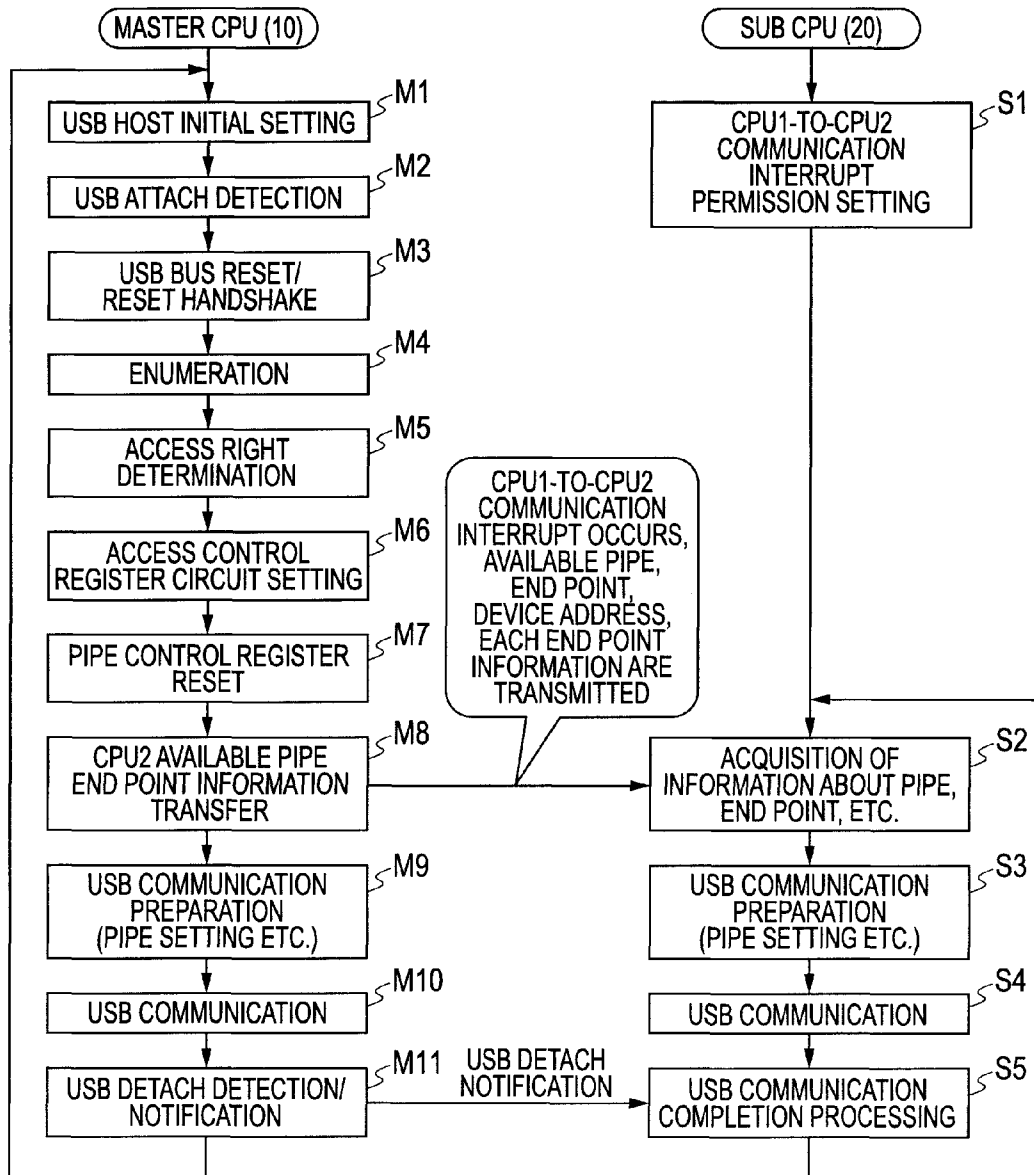 MASTER CPU (10)
M1
USB HOST INITIAL SETTING
M2
USB ATTACH DETECTION
M3
USB BUS RESET/
RESET HANDSHAKE
M4
ENUMERATION
M5
ACCESS RIGHT
DETERMINATION
M6
ACCESS CONTROL
REGISTER CIRCUIT SETTING
M7
PIPE CONTROL REGISTER
RESET
M8
CPU2 AVAILABLE PIPE
END POINT INFORMATION
TRANSFER
M9
USB COMMUNICATION
PREPARATION
(PIPE SETTING ETC.)
M10
USB COMMUNICATION
M11
USB DETACH DETECTION/
NOTIFICATION
CPU1-TO-CPU2
COMMUNICATION
INTERRUPT OCCURS,
AVAILABLE PIPE,
END POINT,
DEVICE ADDRESS,
EACH END POINT
INFORMATION ARE
TRANSMITTED
USB DETACH
NOTIFICATION
SUB CPU (20)
S1
CPU1-TO-CPU2
COMMUNICATION
INTERRUPT
PERMISSION SETTING
S2
ACQUISITION OF
INFORMATION ABOUT PIPE,
END POINT, ETC.
S3
USB COMMUNICATION
PREPARATION
(PIPE SETTING ETC.)
S4
USB COMMUNICATION
S5
USB COMMUNICATION
COMPLETION PROCESSING